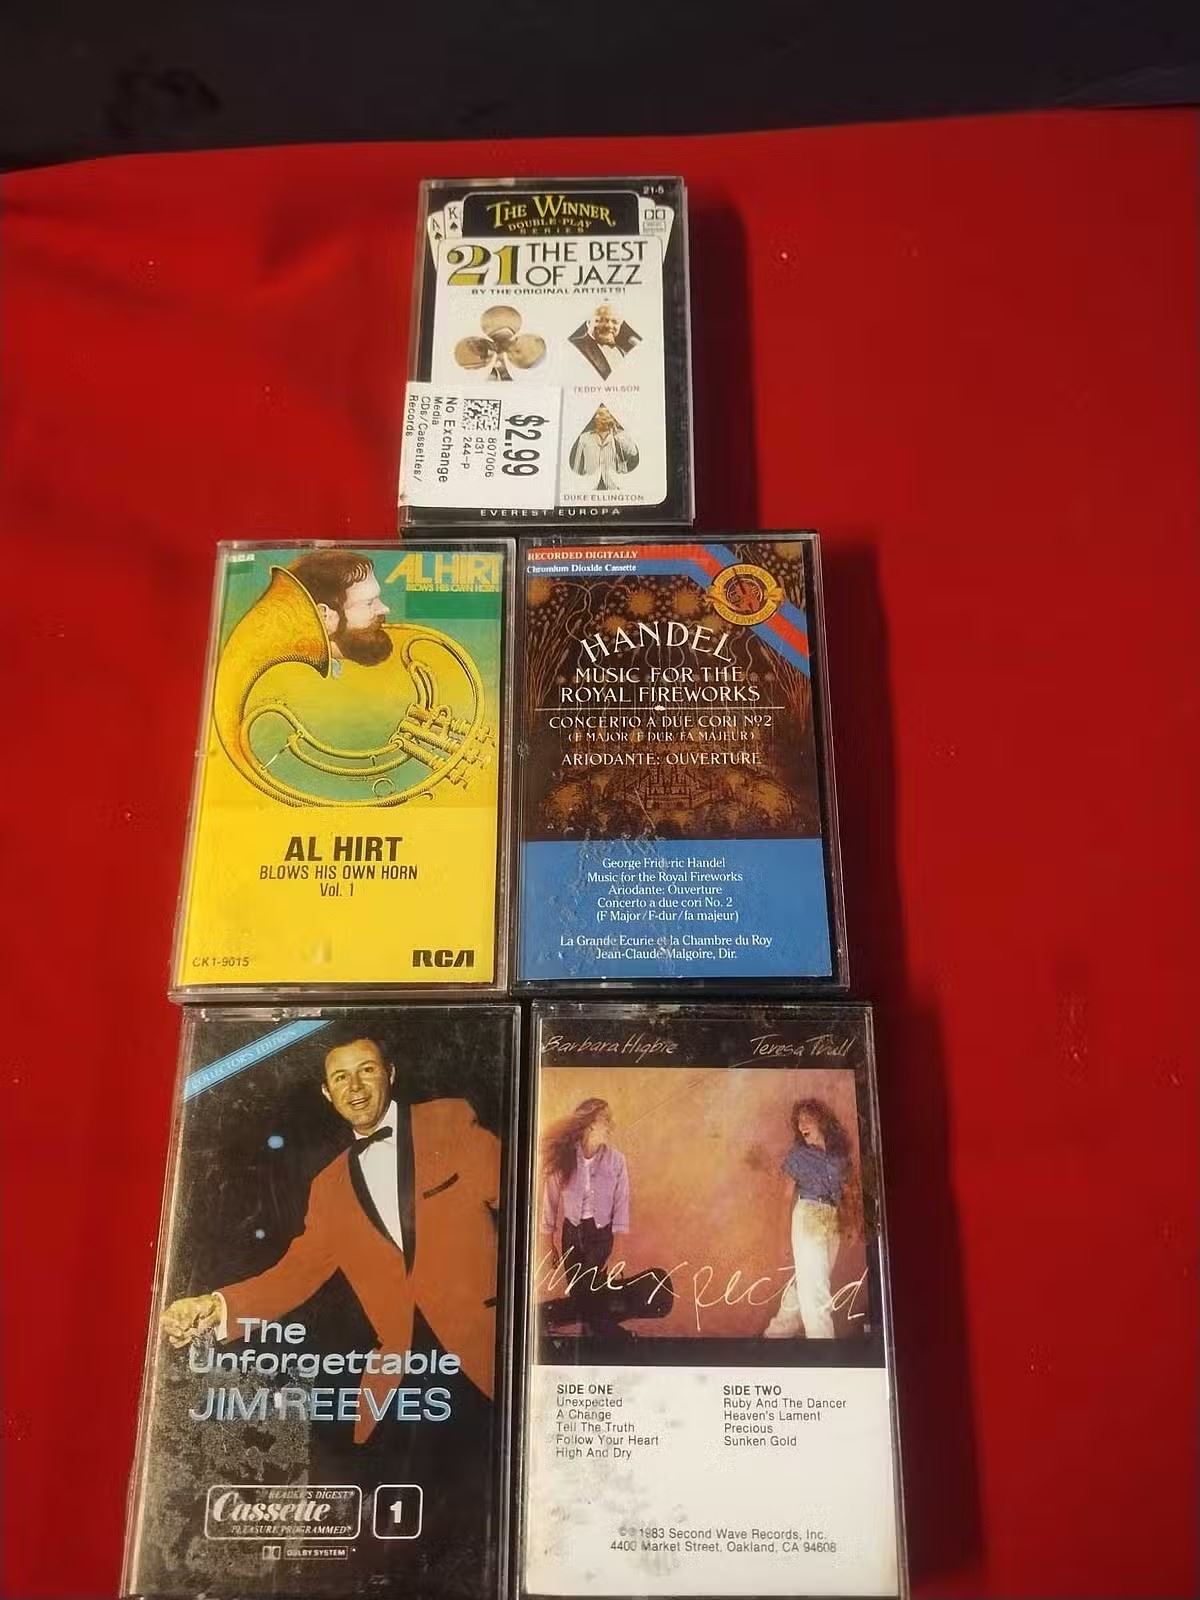 21-5
A
K
THE WINNER
DOUBLE-PLAY
SERIES
21 THE BEST
OF JAZZ
BY THE ORIGINAL ARTISTS!
TEDDY WILSON
DUKE ELLINGTON
EVEREST EUROPA
$2.99
807006
d31
244-P
No Exchange
Media
CDs/Cassettes/
Records
RCA
AL HIRT
BLOWS HIS OWN HORN
AL HIRT
BLOWS HIS OWN HORN
Vol. 1
CK1-9015
RCA
RECORDED DIGITALLY
Chromium Dioxide Cassette
HANDEL
MUSIC FOR THE
ROYAL FIREWORKS
CONCERTO A DUE CORI Nº2
(F MAJOR/F DUR/FA MAJEUR)
ARIODANTE: OUVERTURE
George Frideric Handel
Music for the Royal Fireworks
Ariodante: Ouverture
Concerto a due cori No. 2
(F Major/F-dur/fa majeur)
La Grande Ecurie et la Chambre du Roy
Jean-Claude Malgoire, Dir.
COLLECTOR'S EDITION
The
Unforgettable
JIM REEVES
READER'S DIGEST
Cassette
PLEASURE PROGRAMMED
1
DOLBY SYSTEM
Barbara Higbie
Teresa Trull
Unexpected
SIDE ONE
Unexpected
A Change
Tell The Truth
Follow Your Heart
High And Dry
SIDE TWO
Ruby And The Dancer
Heaven's Lament
Precious
Sunken Gold
©℗1983 Second Wave Records, Inc.
4400 Market Street, Oakland, CA 94608